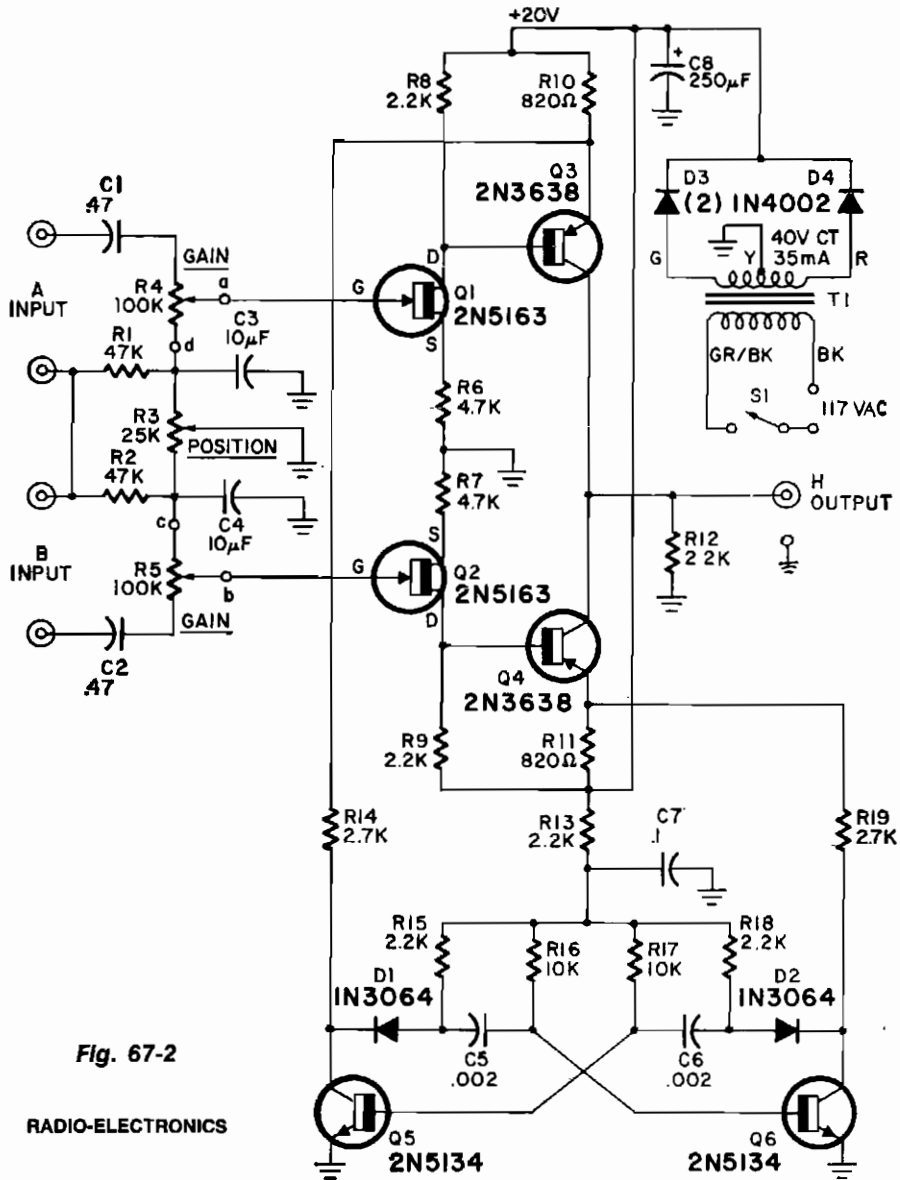 +20V
R8
2.2K
R10
820Ω
+
C8
250µF
C1
.47
Q3
2N3638
D3
D4
(2) 1N4002
A
INPUT
GAIN
R4
100K
a
d
G
D
S
Q1
2N5163
G
Y
40V CT
35mA
R
T1
R1
47K
C3
10µF
R6
4.7K
GR/BK
BK
S1
117 VAC
R3
25K
POSITION
R2
47K
R7
4.7K
H
OUTPUT
C4
10µF
c
B
INPUT
R5
100K
b
GAIN
G
S
D
Q2
2N5163
R12
2.2K
C2
.47
Q4
2N3638
R9
2.2K
R11
820Ω
R14
2.7K
R13
2.2K
C7
.1
R19
2.7K
R15
2.2K
R16
10K
R17
10K
R18
2.2K
D1
1N3064
D2
1N3064
C5
.002
C6
.002
Fig. 67-2
RADIO-ELECTRONICS
Q5
2N5134
Q6
2N5134